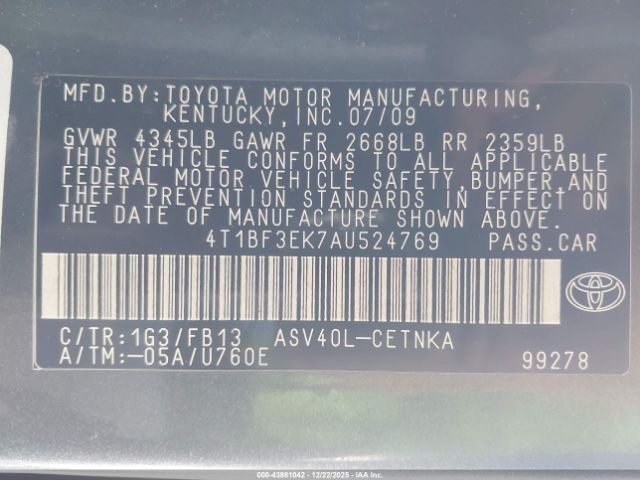 MFD.BY:TOYOTA MOTOR MANUFACTURING,
KENTUCKY,INC.07/09
GVWR 4345LB GAWR FR 2668LB RR 2359LB
THIS VEHICLE CONFORMS TO ALL APPLICABLE
FEDERAL MOTOR VEHICLE SAFETY,BUMPER,AND
THEFT PREVENTION STANDARDS IN EFFECT ON
THE DATE OF MANUFACTURE SHOWN ABOVE.
4T1BF3EK7AU524769 PASS.CAR
C/TR:1G3/FB13 ASV40L-CETNKA
A/TM:-05A/U760E 99278
000-43981042 - 12/22/2025 - IAAI.COM